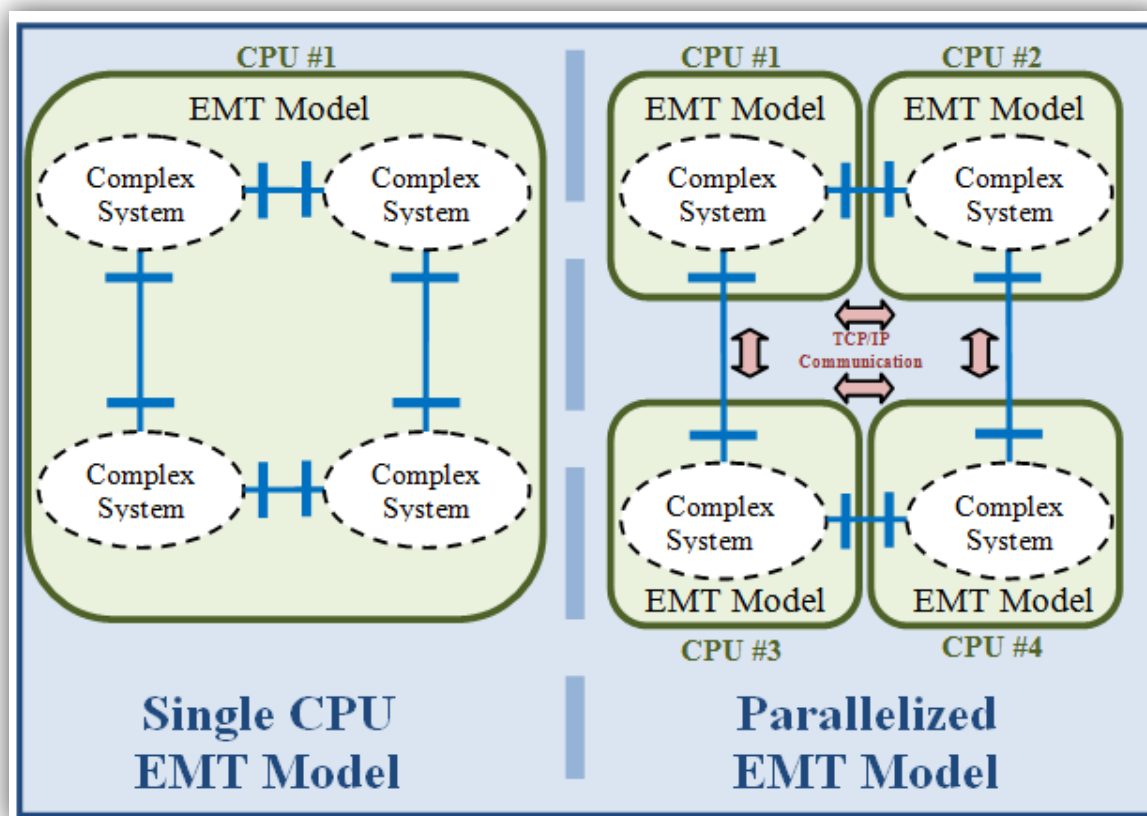 CPU #1
EMT Model
Complex
System
Complex
System
Complex
System
Complex
System
Single CPU
EMT Model
CPU #1
CPU #2
EMT Model
EMT Model
Complex
System
Complex
System
TCP/IP
Communication
Complex
System
Complex
System
EMT Model
EMT Model
CPU #3
CPU #4
Parallelized
EMT Model